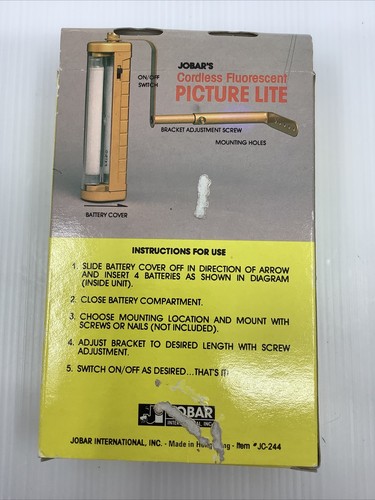 JOBAR'S
Cordless Fluorescent
PICTURE LITE
ON/OFF
SWITCH
BRACKET ADJUSTMENT SCREW
MOUNTING HOLES
BATTERY COVER
INSTRUCTIONS FOR USE
1. SLIDE BATTERY COVER OFF IN DIRECTION OF ARROW
AND INSERT 4 BATTERIES AS SHOWN IN DIAGRAM
(INSIDE UNIT).
2. CLOSE BATTERY COMPARTMENT.
3. CHOOSE MOUNTING LOCATION AND MOUNT WITH
SCREWS OR NAILS (NOT INCLUDED).
4. ADJUST BRACKET TO DESIRED LENGTH WITH SCREW
ADJUSTMENT.
5. SWITCH ON/OFF AS DESIRED...THAT'S IT!
JOBAR
INTERNATIONAL, INC.
JOBAR INTERNATIONAL, INC. - Made in Hong Kong - Item #JC-244